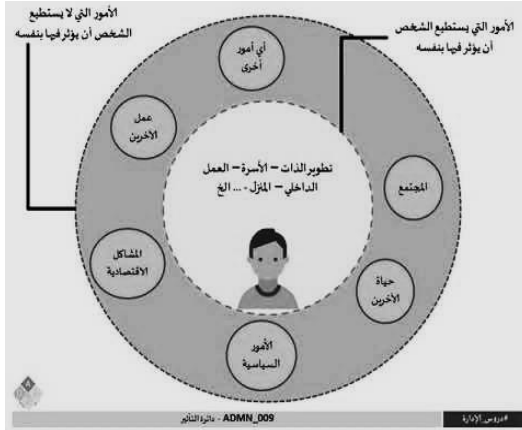 الأمور التي لا يستطيع
الشخص أن يؤثر فيها بنفسه
الأمور التي يستطيع الشخص
أن يؤثر فيها بنفسه
أي أمور
أخرى
عمل
الآخرين
تطوير الذات – الأسرة – العمل
الداخلي – المنزل - ... الخ
المجتمع
المشاكل
الاقتصادية
حياة
الآخرين
الأمور
السياسية
#دروس_الإدارة
ADMN_009 - دائرة التأثير